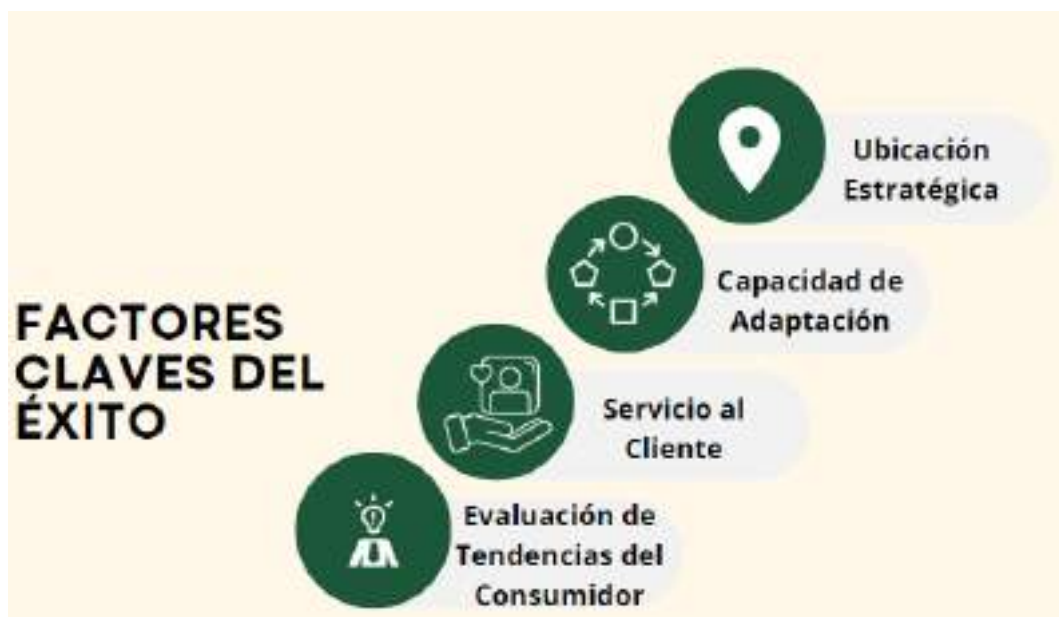 FACTORES
CLAVES DEL
ÉXITO
Ubicación
Estratégica
Capacidad de
Adaptación
Servicio al
Cliente
Evaluación de
Tendencias del
Consumidor